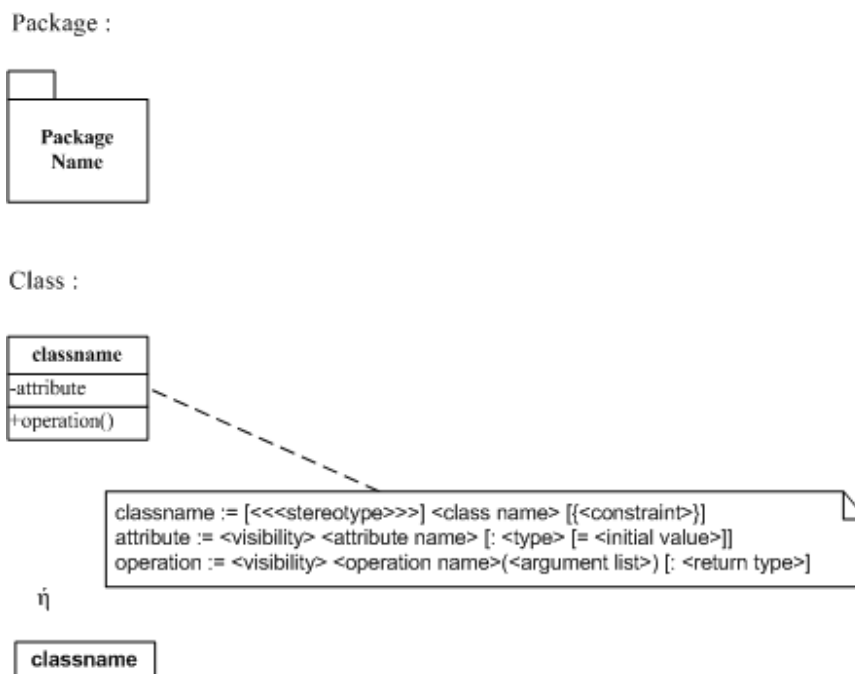 Package :
Package
Name
Class :
classname
-attribute
+operation()
classname := [<<<stereotype>>>] <class name> [{<constraint>}]
attribute := <visibility> <attribute name> [: <type> [= <initial value>]]
operation := <visibility> <operation name>(<argument list>) [: <return type>]
ή
classname